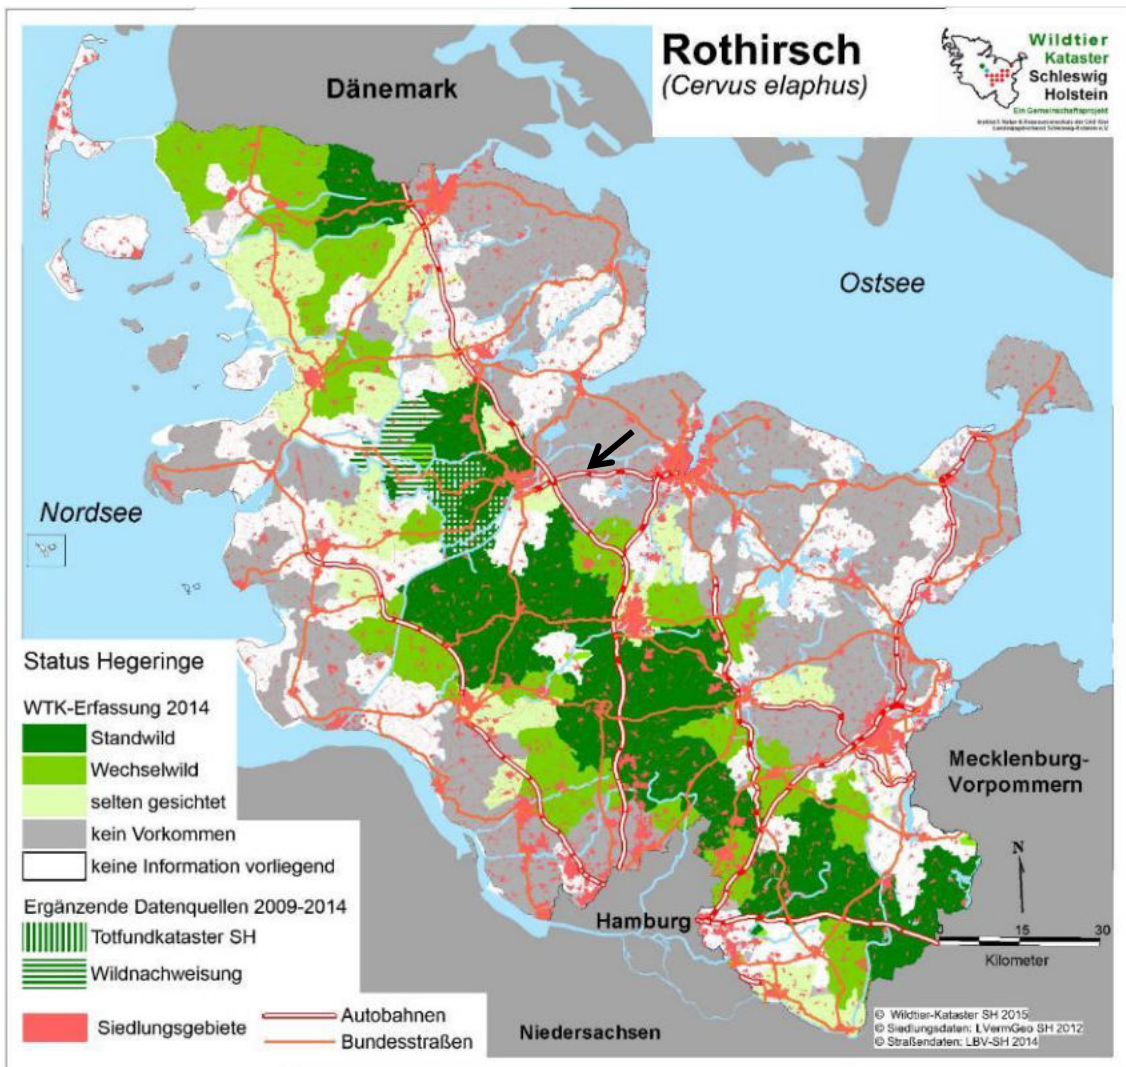 Rothirsch
(Cervus elaphus)
Wildtier
Kataster
Schleswig
Holstein
Ein Gemeinschaftsprojekt
Dänemark
Ostsee
Nordsee
Mecklenburg-
Vorpommern
Hamburg
Niedersachsen
Status Hegeringe
WTK-Erfassung 2014
Standwild
Wechselwild
selten gesichtet
kein Vorkommen
keine Information vorliegend
Ergänzende Datenquellen 2009-2014
Totfundkataster SH
Wildnachweisung
Siedlungsgebiete
Autobahnen
Bundesstraßen
N
0 15 30
Kilometer
© Wildtier-Kataster SH 2015
© Siedlungsdaten: LVermGeo SH 2012
© Straßendaten: LBV-SH 2014